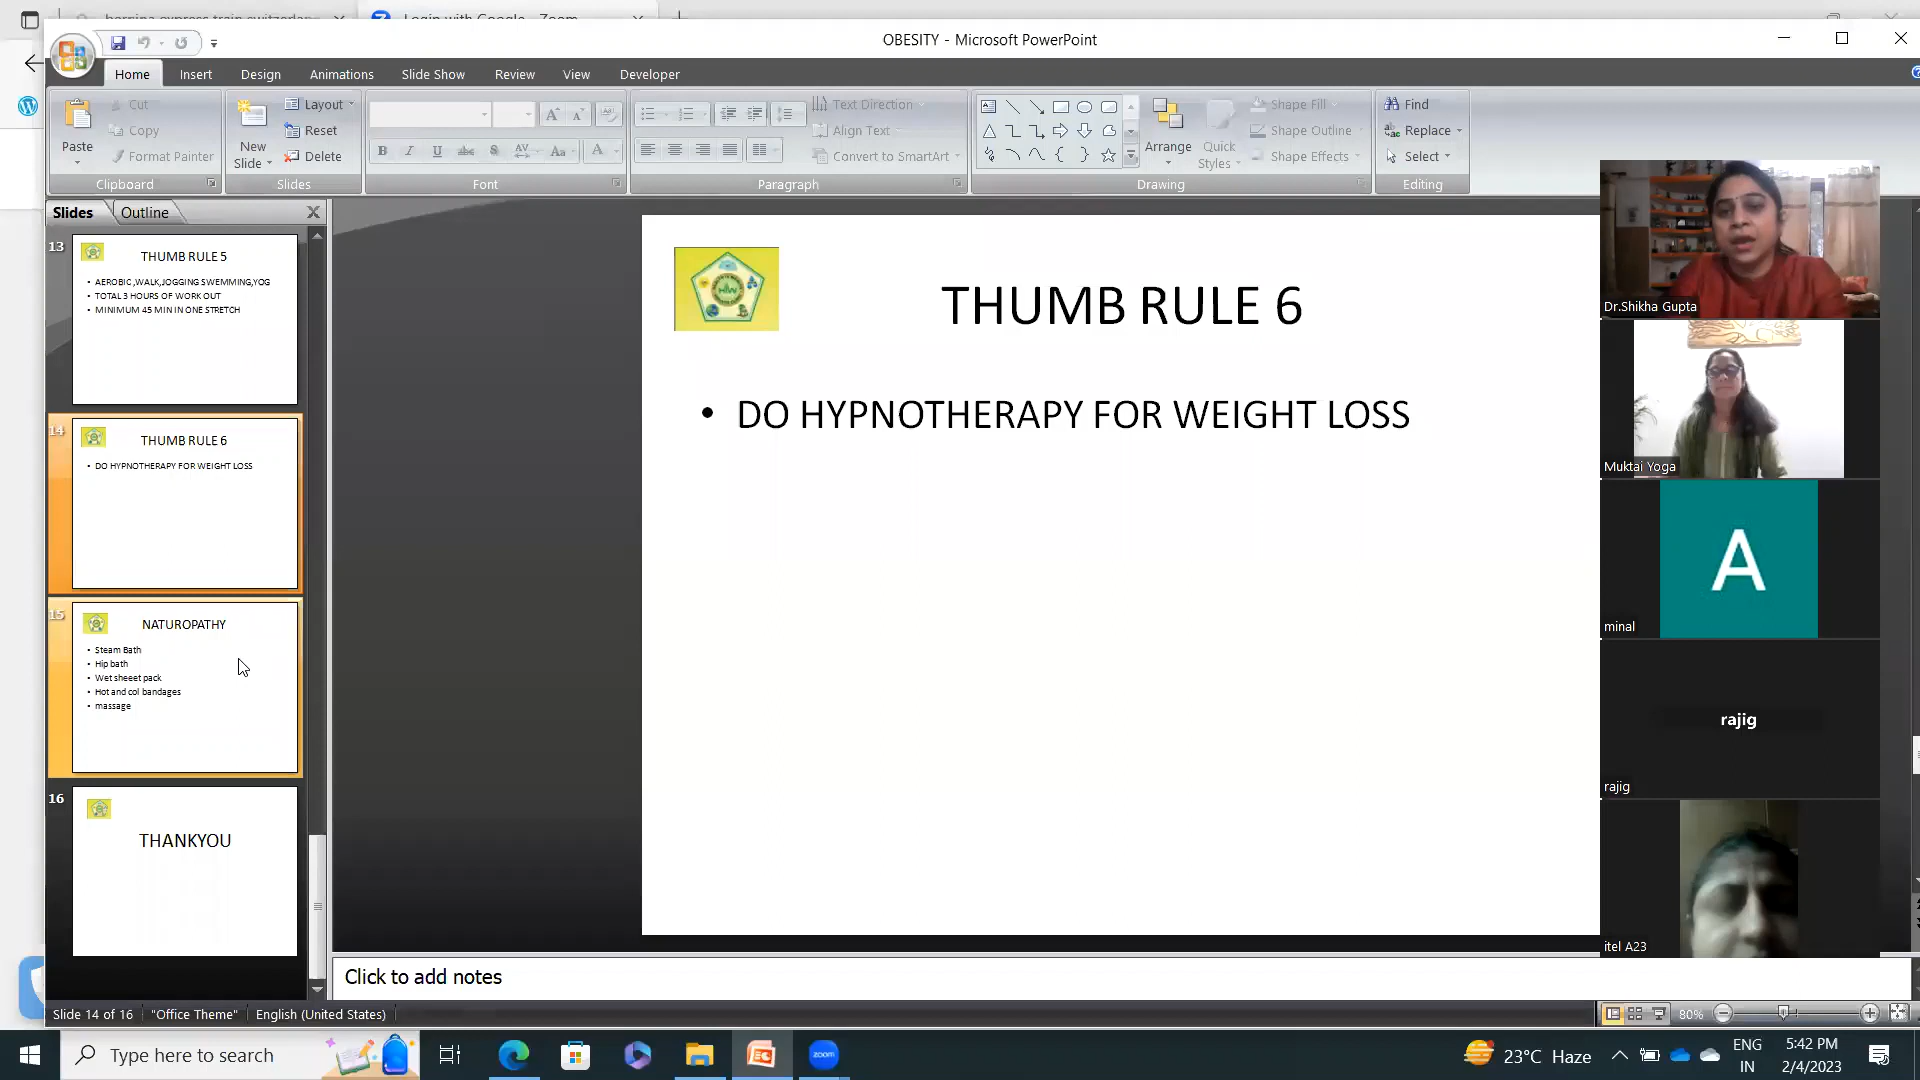 Login with Google - Zoom
OBESITY - Microsoft PowerPoint
Home Insert Design Animations Slide Show Review View Developer
Paste
Cut
Copy
Format Painter
Clipboard
New
Slide
Layout
Reset
Delete
Slides
Font
Text Direction
Align Text
Convert to SmartArt
Paragraph
Arrange
Quick
Styles
Shape Fill
Shape Outline
Shape Effects
Drawing
Find
Replace
Select
Editing
Slides Outline
13
THUMB RULE 5
• AEROBIC ,WALK,JOGGING SWEMMING,YOG
• TOTAL 3 HOURS OF WORK OUT
• MINIMUM 45 MIN IN ONE STRETCH
14
THUMB RULE 6
• DO HYPNOTHERAPY FOR WEIGHT LOSS
15
NATUROPATHY
• Steam Bath
• Hip bath
• Wet sheeet pack
• Hot and col bandages
• massage
16
THANKYOU
THUMB RULE 6
• DO HYPNOTHERAPY FOR WEIGHT LOSS
Dr.Shikha Gupta
Muktai Yoga
A
minal
rajig
rajig
itel A23
Click to add notes
Slide 14 of 16 "Office Theme" English (United States) 80%
Type here to search
zoom
23°C Haze
ENG
IN
5:42 PM
2/4/2023